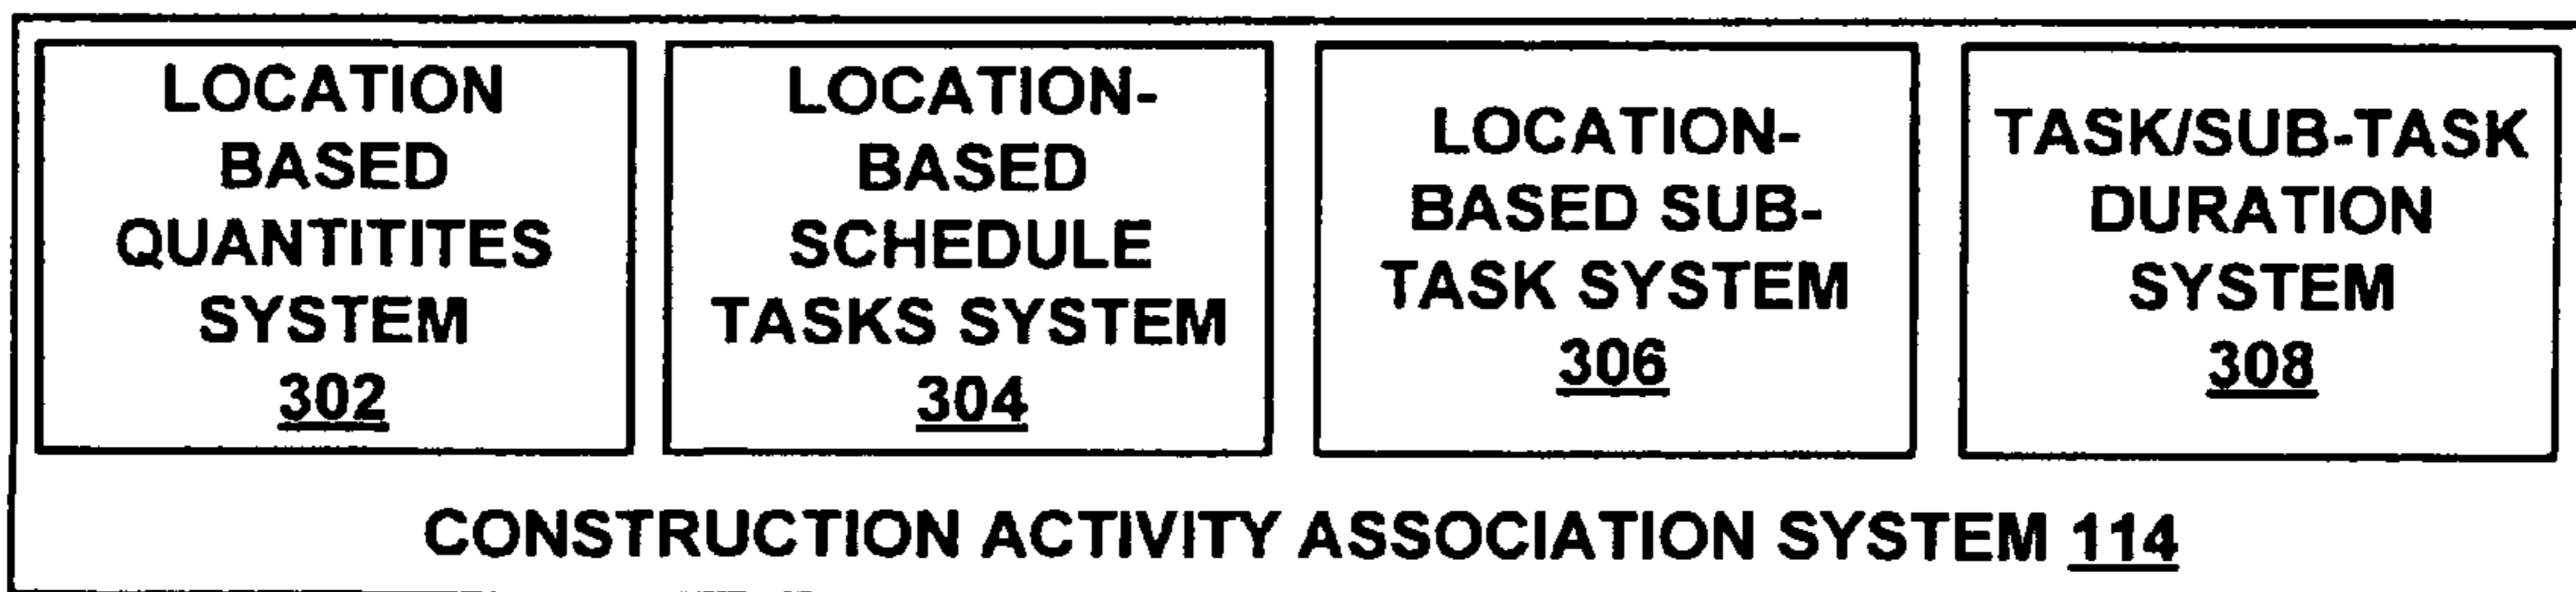 LOCATION
BASED
QUANTITITES
SYSTEM
302
LOCATION-
BASED
SCHEDULE
TASKS SYSTEM
304
LOCATION-
BASED SUB-
TASK SYSTEM
306
TASK/SUB-TASK
DURATION
SYSTEM
308
CONSTRUCTION ACTIVITY ASSOCIATION SYSTEM 114